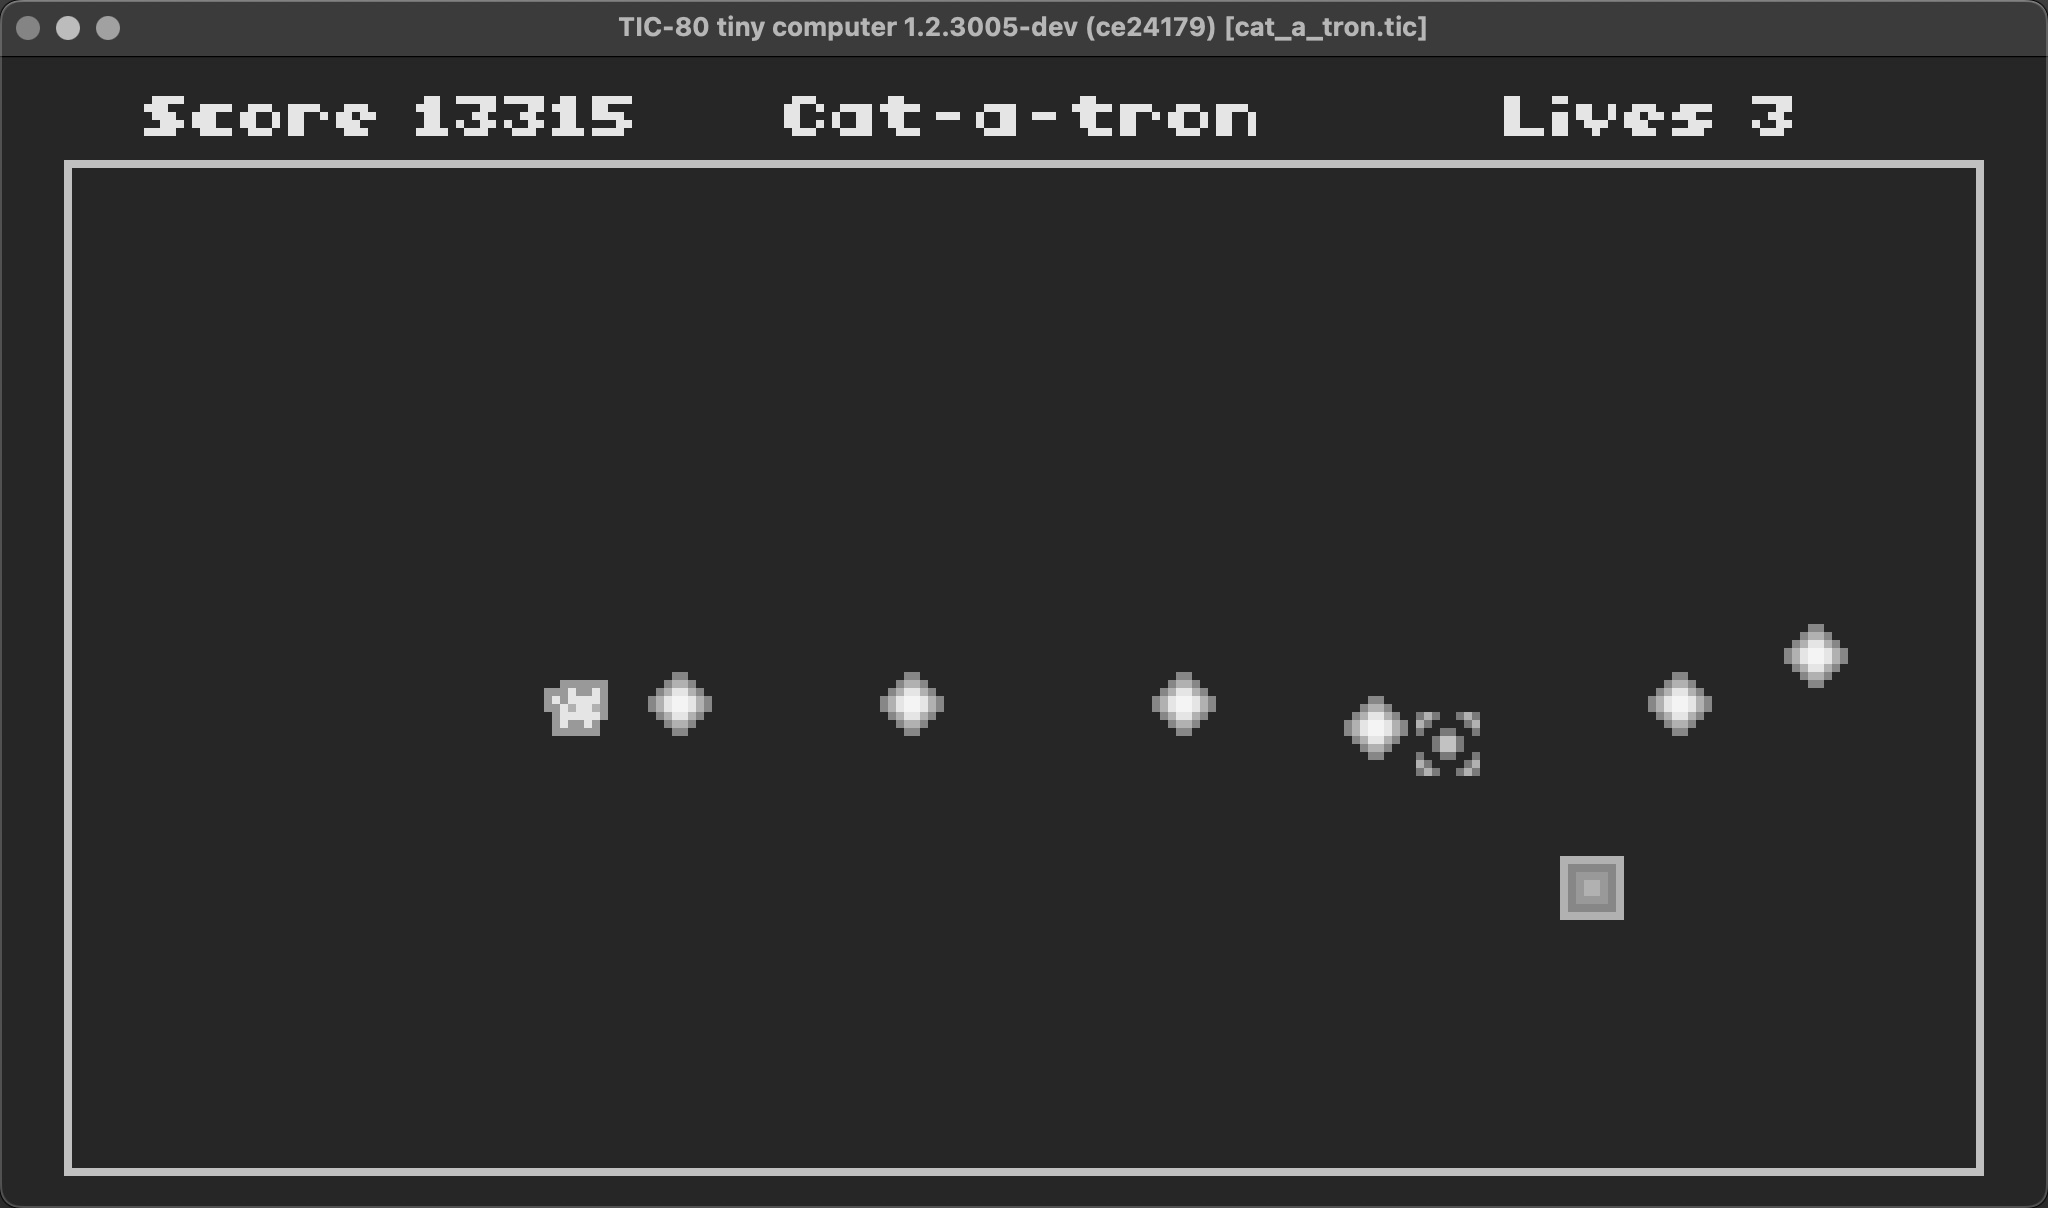 TIC-80 tiny computer 1.2.3005-dev (ce24179) [cat_a_tron.tic]
Score 13315 Cat-a-tron Lives 3